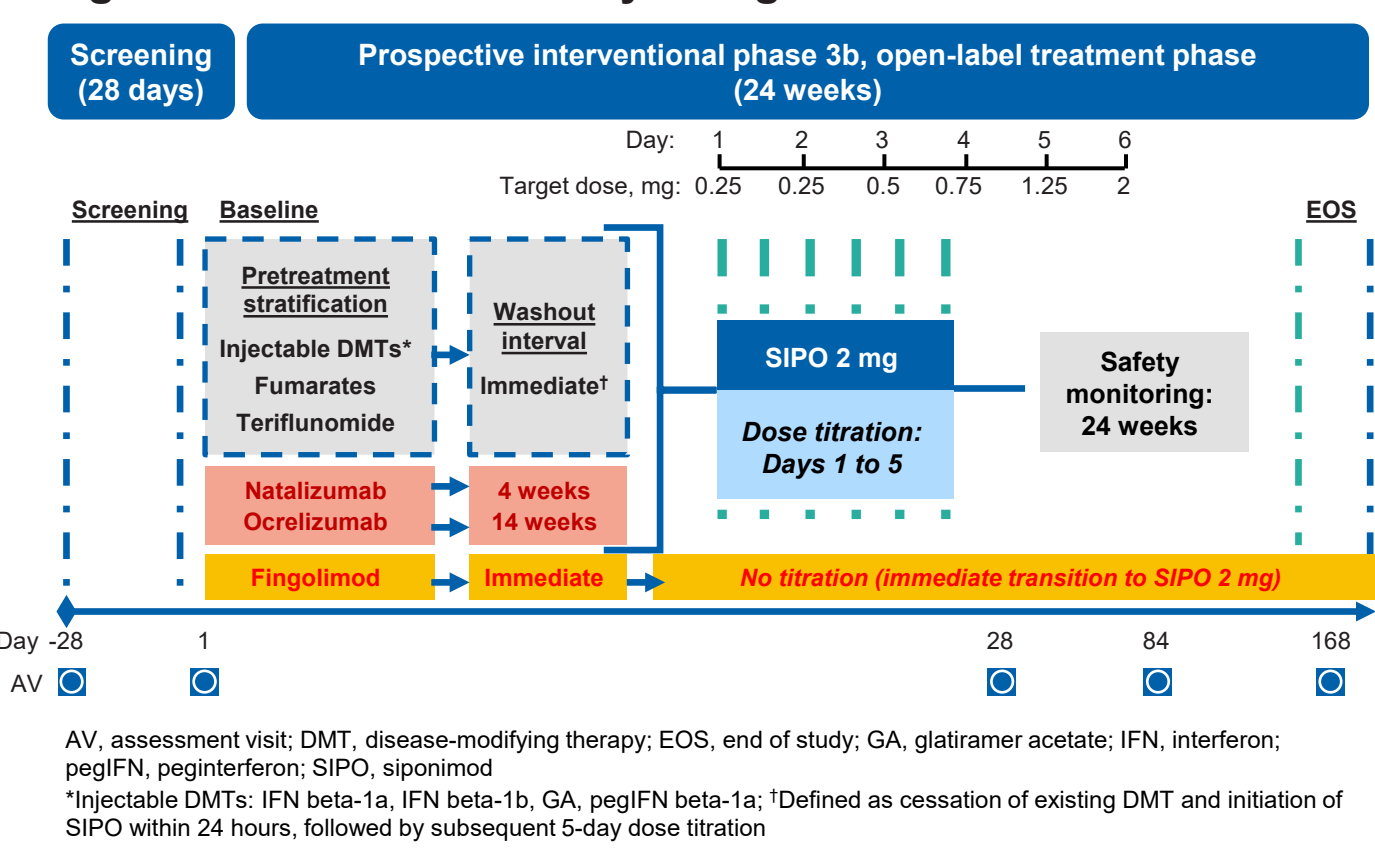 Screening
(28 days)
Prospective interventional phase 3b, open-label treatment phase
(24 weeks)
Day: 1 2 3 4 5 6
Target dose, mg: 0.25 0.25 0.5 0.75 1.25 2
Screening Baseline EOS
Pretreatment
stratification
Injectable DMTs*
Fumarates
Teriflunomide
Washout
interval
Immediate†
SIPO 2 mg
Dose titration:
Days 1 to 5
Safety
monitoring:
24 weeks
Natalizumab 4 weeks
Ocrelizumab 14 weeks
Fingolimod Immediate No titration (immediate transition to SIPO 2 mg)
Day -28 1 28 84 168
AV
AV, assessment visit; DMT, disease-modifying therapy; EOS, end of study; GA, glatiramer acetate; IFN, interferon;
pegIFN, peginterferon; SIPO, siponimod
*Injectable DMTs: IFN beta-1a, IFN beta-1b, GA, pegIFN beta-1a; †Defined as cessation of existing DMT and initiation of
SIPO within 24 hours, followed by subsequent 5-day dose titration